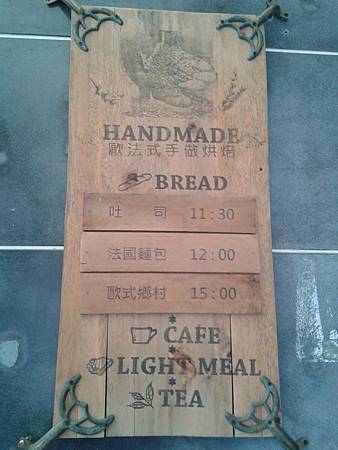 HANDMADE
歐法式手做烘焙
BREAD
吐 司 11:30
法國麵包 12:00
歐式鄉村 15:00
* CAFE
* LIGHT MEAL
* TEA